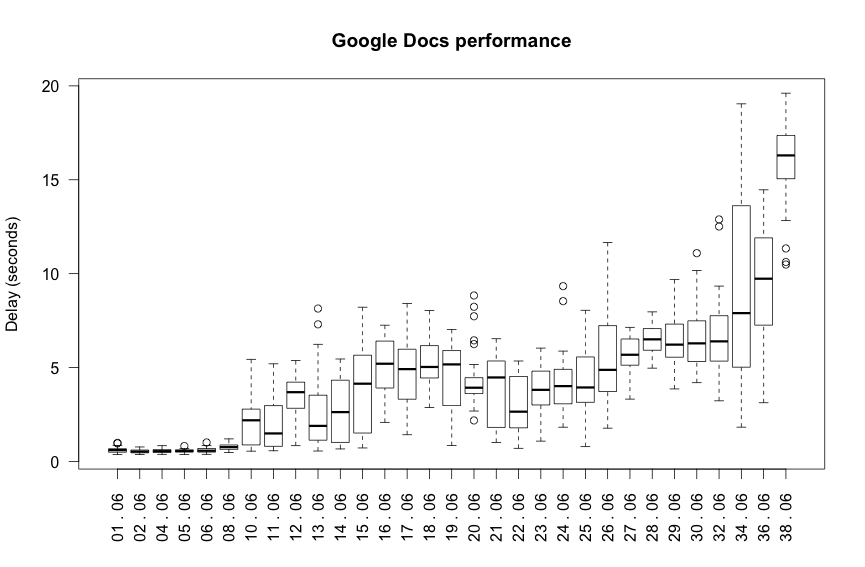 Google Docs performance
Delay (seconds)
20
15
10
5
0
01 . 06
02 . 06
04 . 06
05 . 06
06 . 06
08 . 06
10 . 06
11 . 06
12 . 06
13 . 06
14 . 06
15 . 06
16 . 06
17 . 06
18 . 06
19 . 06
20 . 06
21 . 06
22 . 06
23 . 06
24 . 06
25 . 06
26 . 06
27 . 06
28 . 06
29 . 06
30 . 06
32 . 06
34 . 06
36 . 06
38 . 06